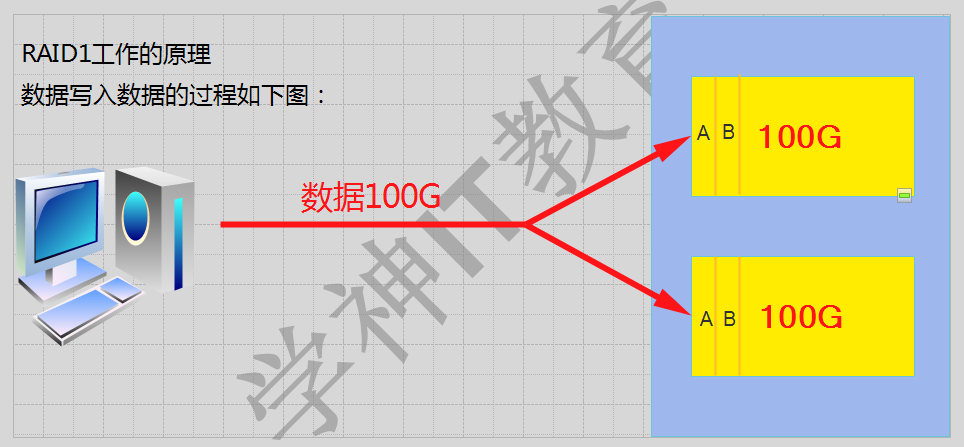 RAID1工作的原理
数据写入数据的过程如下图：
数据100G
A B 100G
A B 100G
学神IT教育